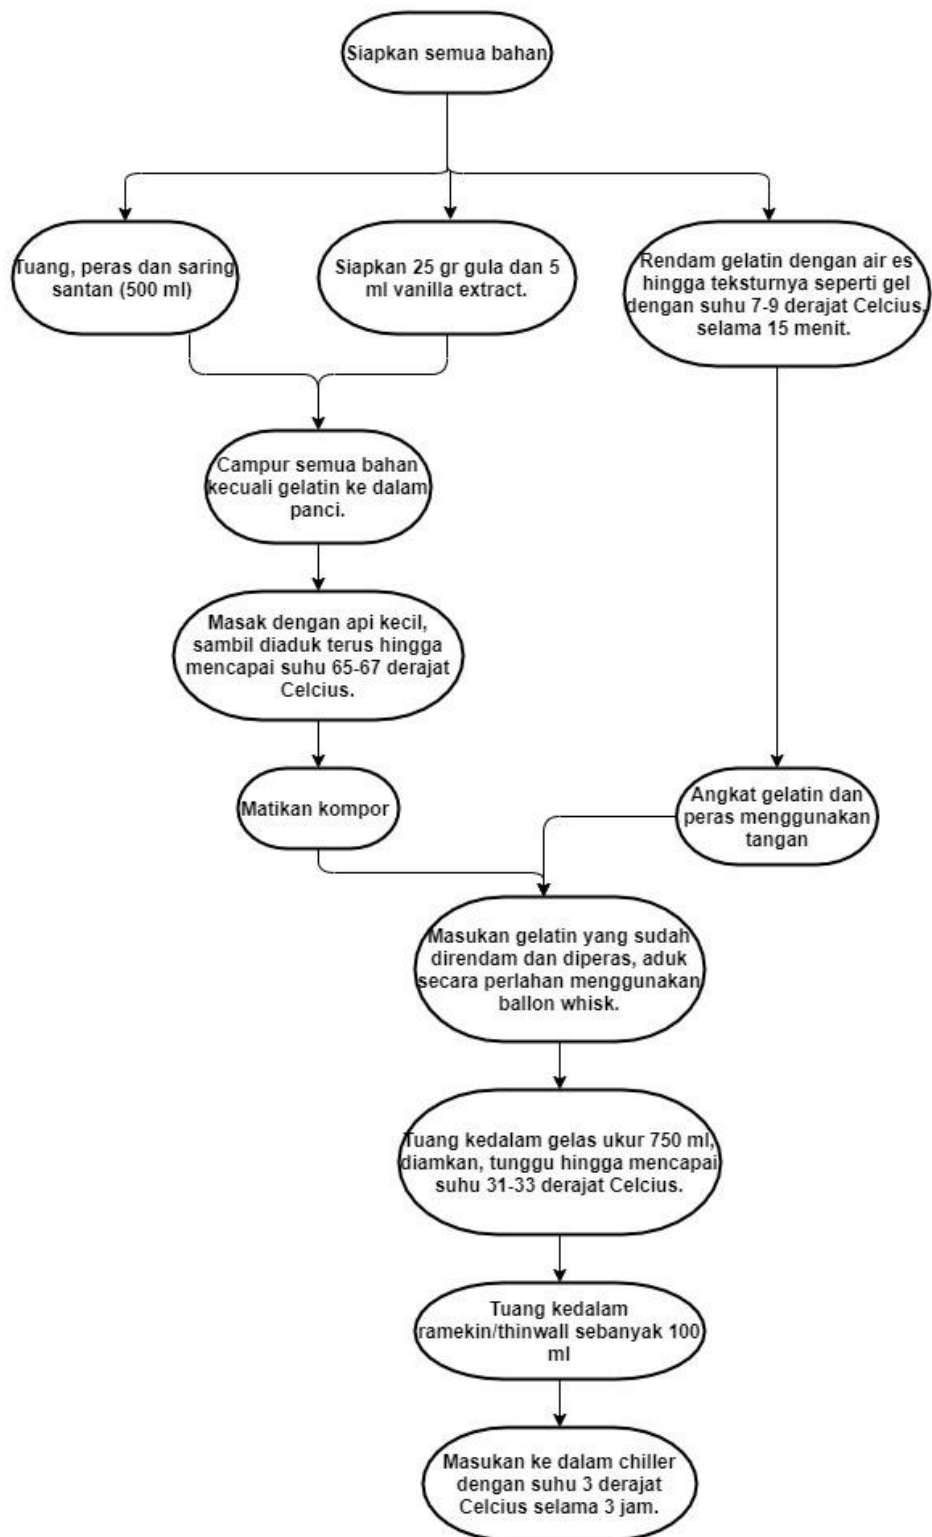 Siapkan semua bahan
Tuang, peras dan saring
santan (500 ml)
Siapkan 25 gr gula dan 5
ml vanilla extract.
Rendam gelatin dengan air es
hingga teksturnya seperti gel
dengan suhu 7-9 derajat Celcius.
selama 15 menit.
Campur semua bahan
kecuali gelatin ke dalam
panci.
Masak dengan api kecil,
sambil diaduk terus hingga
mencapai suhu 65-67 derajat
Celcius.
Matikan kompor
Angkat gelatin dan
peras menggunakan
tangan
Masukan gelatin yang sudah
direndam dan diperas, aduk
secara perlahan menggunakan
ballon whisk.
Tuang kedalam gelas ukur 750 ml,
diamkan, tunggu hingga mencapai
suhu 31-33 derajat Celcius.
Tuang kedalam
ramekin/thinwall sebanyak 100
ml
Masukan ke dalam chiller
dengan suhu 3 derajat
Celcius selama 3 jam.